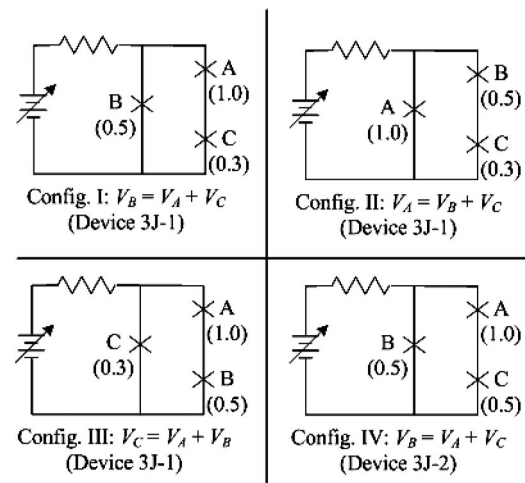 A
(1.0)
B
(0.5)
C
(0.3)
Config. I: V_B = V_A + V_C
(Device 3J-1)
B
(0.5)
A
(1.0)
C
(0.3)
Config. II: V_A = V_B + V_C
(Device 3J-1)
A
(1.0)
C
(0.3)
B
(0.5)
Config. III: V_C = V_A + V_B
(Device 3J-1)
A
(1.0)
B
(0.5)
C
(0.5)
Config. IV: V_B = V_A + V_C
(Device 3J-2)